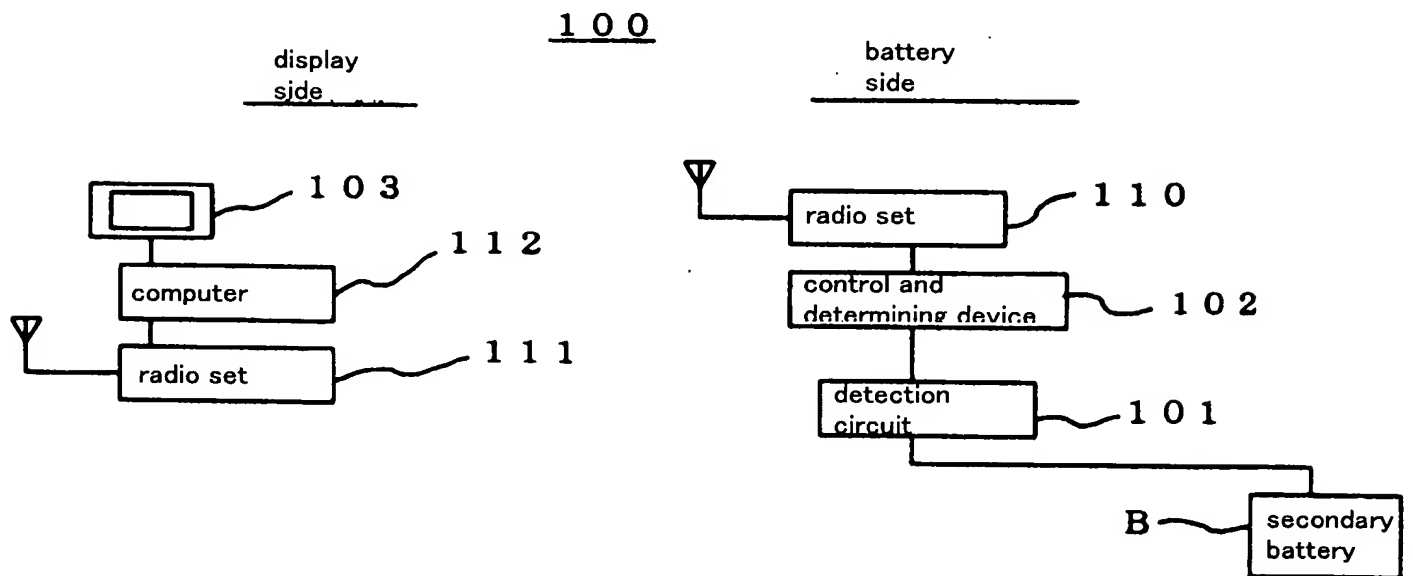 100
display
side
battery
side
103
112
computer
111
radio set
110
radio set
control and
determining device
102
detection
circuit
101
B
secondary
battery